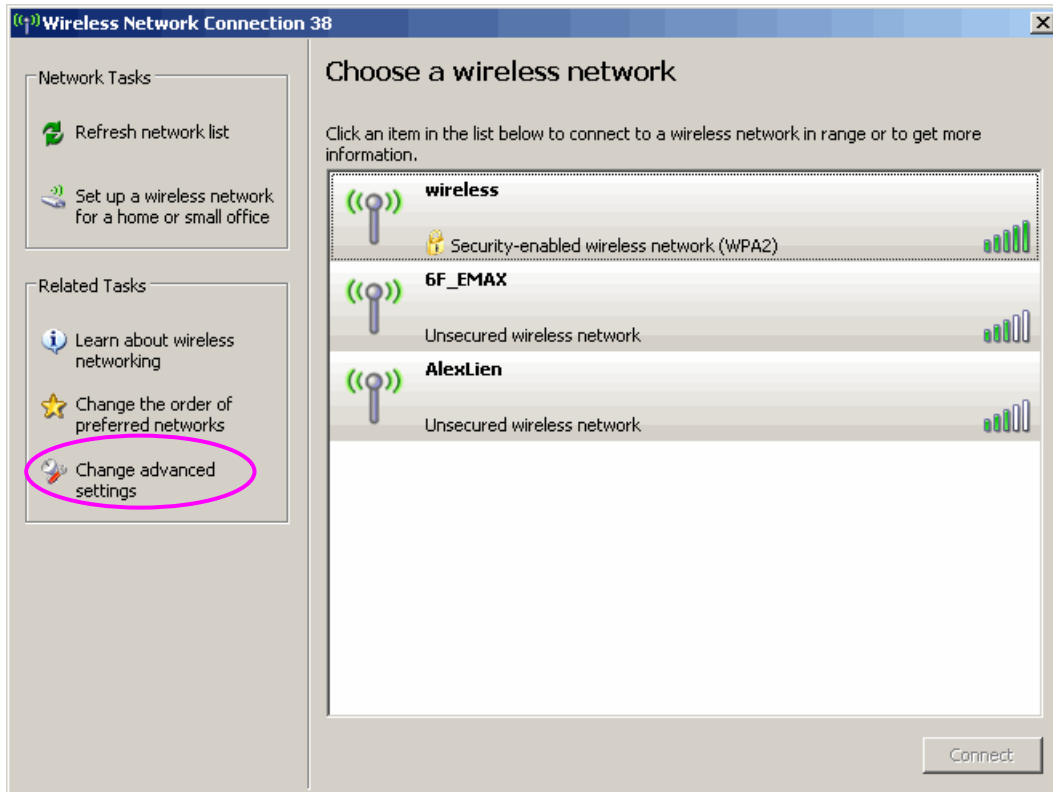 Wireless Network Connection 38
Network Tasks
Refresh network list
Set up a wireless network
for a home or small office
Related Tasks
Learn about wireless
networking
Change the order of
preferred networks
Change advanced
settings
Choose a wireless network
Click an item in the list below to connect to a wireless network in range or to get more
information.
wireless
Security-enabled wireless network (WPA2)
6F_EMAX
Unsecured wireless network
AlexLien
Unsecured wireless network
Connect